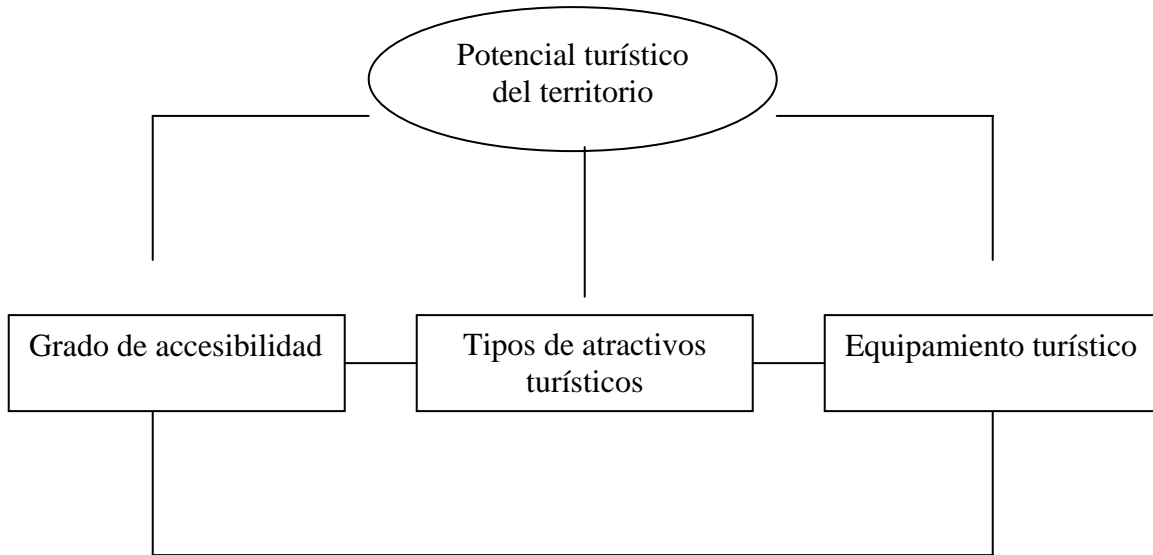 Potencial turístico
del territorio
Grado de accesibilidad
Tipos de atractivos
turísticos
Equipamiento turístico